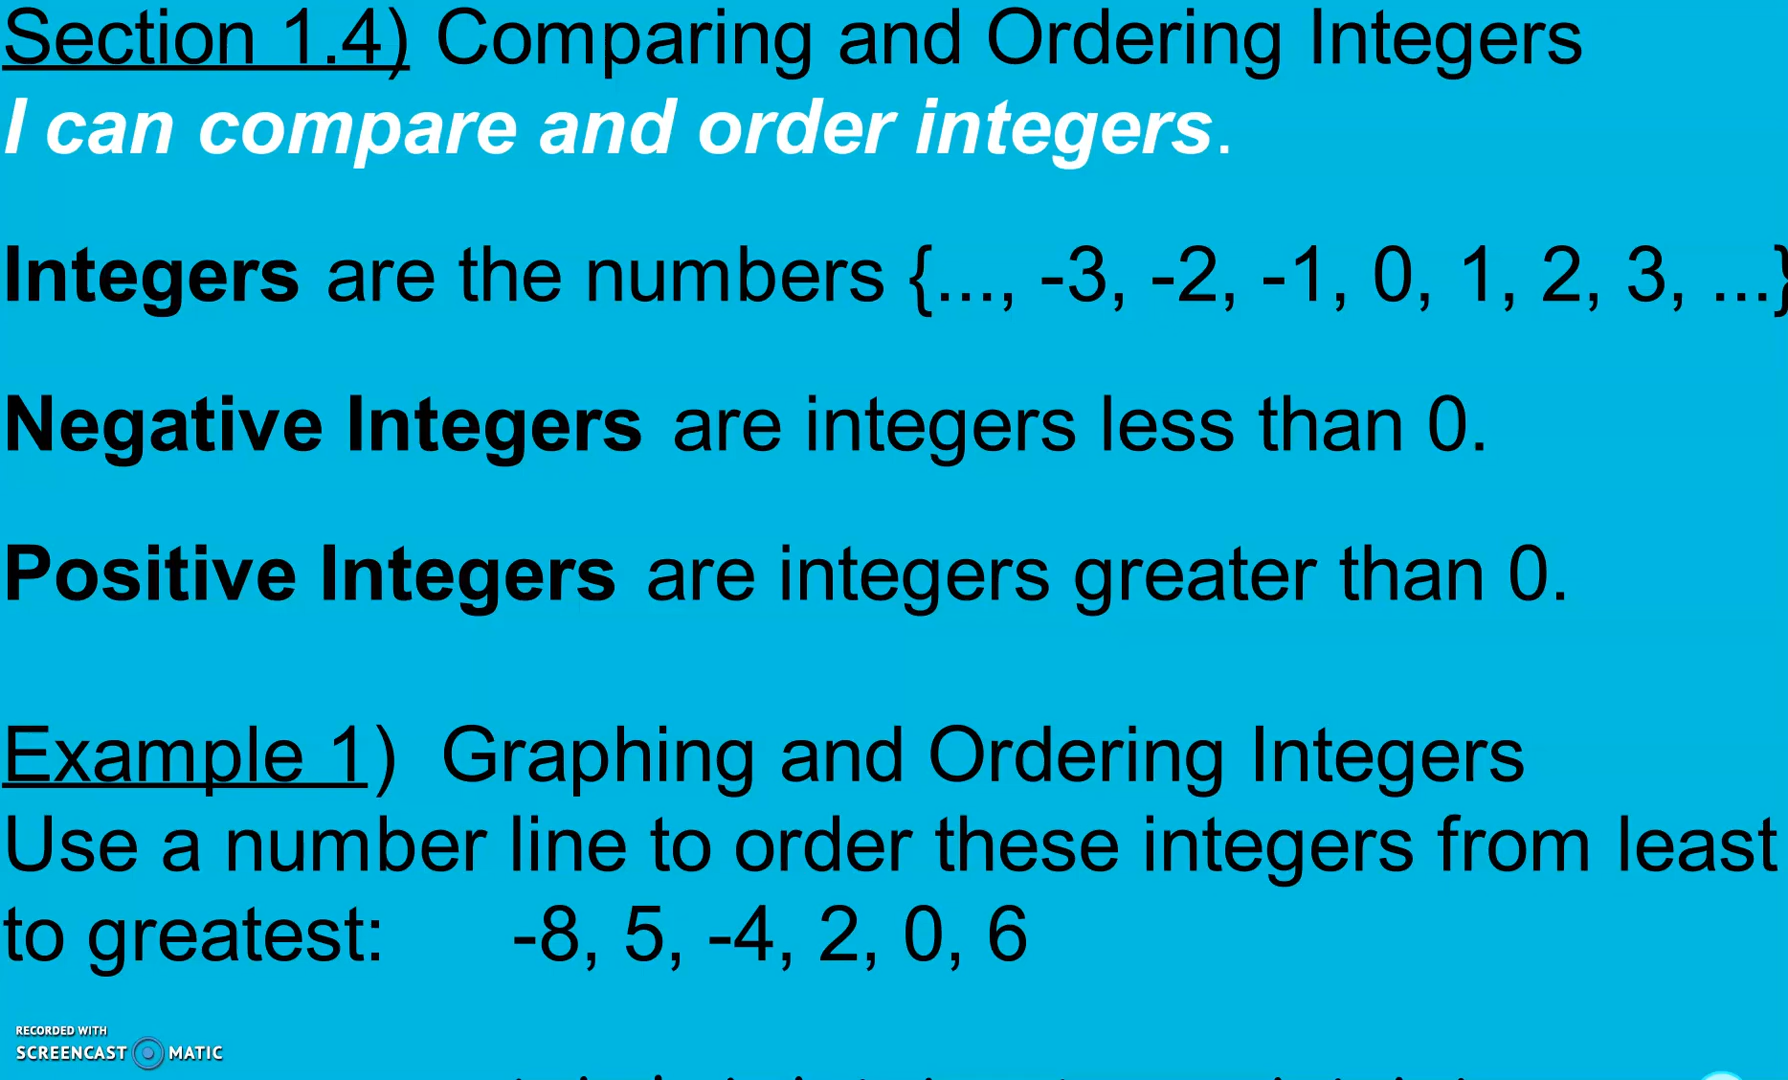 Section 1.4) Comparing and Ordering Integers
I can compare and order integers.
Integers are the numbers {..., -3, -2, -1, 0, 1, 2, 3, ...}
Negative Integers are integers less than 0.
Positive Integers are integers greater than 0.
Example 1) Graphing and Ordering Integers
Use a number line to order these integers from least
to greatest: -8, 5, -4, 2, 0, 6
RECORDED WITH
SCREENCAST MATIC